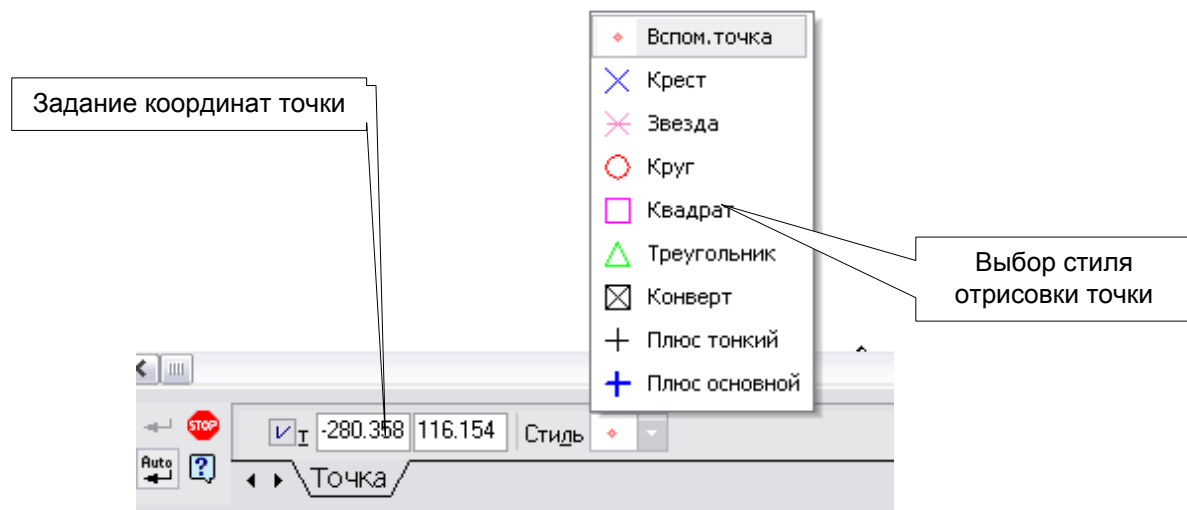 Вспом.точка
Задание координат точки
Крест
Звезда
Круг
Квадрат
Треугольник
Выбор стиля
отрисовки точки
Конверт
Плюс тонкий
Плюс основной
STOP
т -280.358 116.154 Стиль
Auto
Точка